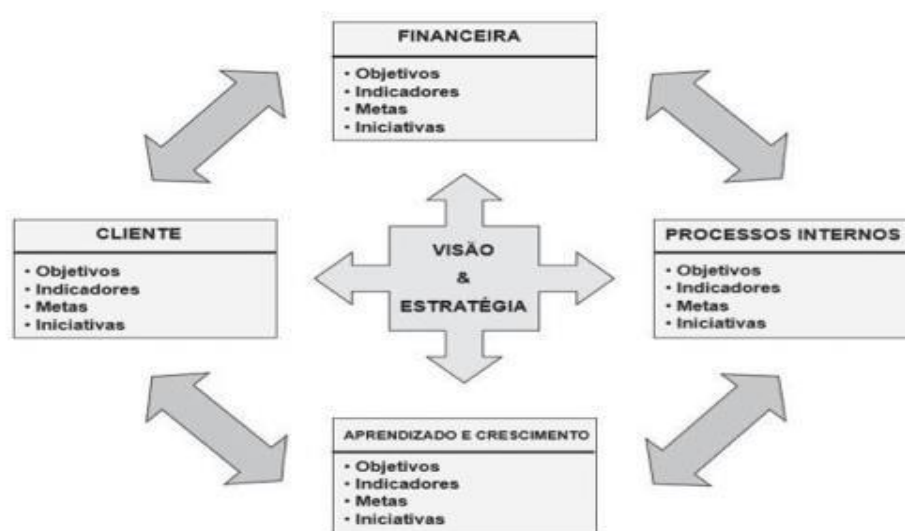 FINANCEIRA
• Objetivos
• Indicadores
• Metas
• Iniciativas
CLIENTE
• Objetivos
• Indicadores
• Metas
• Iniciativas
VISÃO
&
ESTRATÉGIA
PROCESSOS INTERNOS
• Objetivos
• Indicadores
• Metas
• Iniciativas
APRENDIZADO E CRESCIMENTO
• Objetivos
• Indicadores
• Metas
• Iniciativas